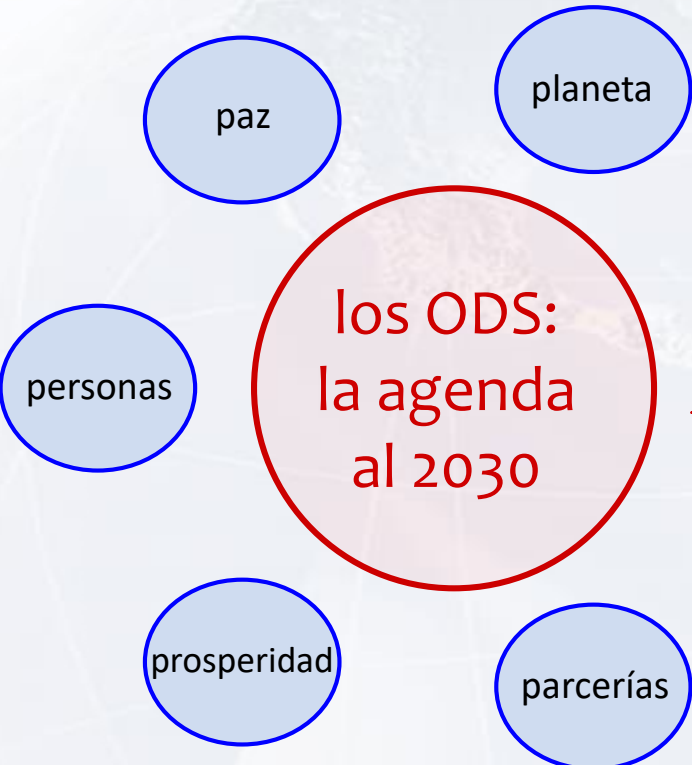 planeta
paz
los ODS:
la agenda
al 2030
personas
prosperidad
parcerías